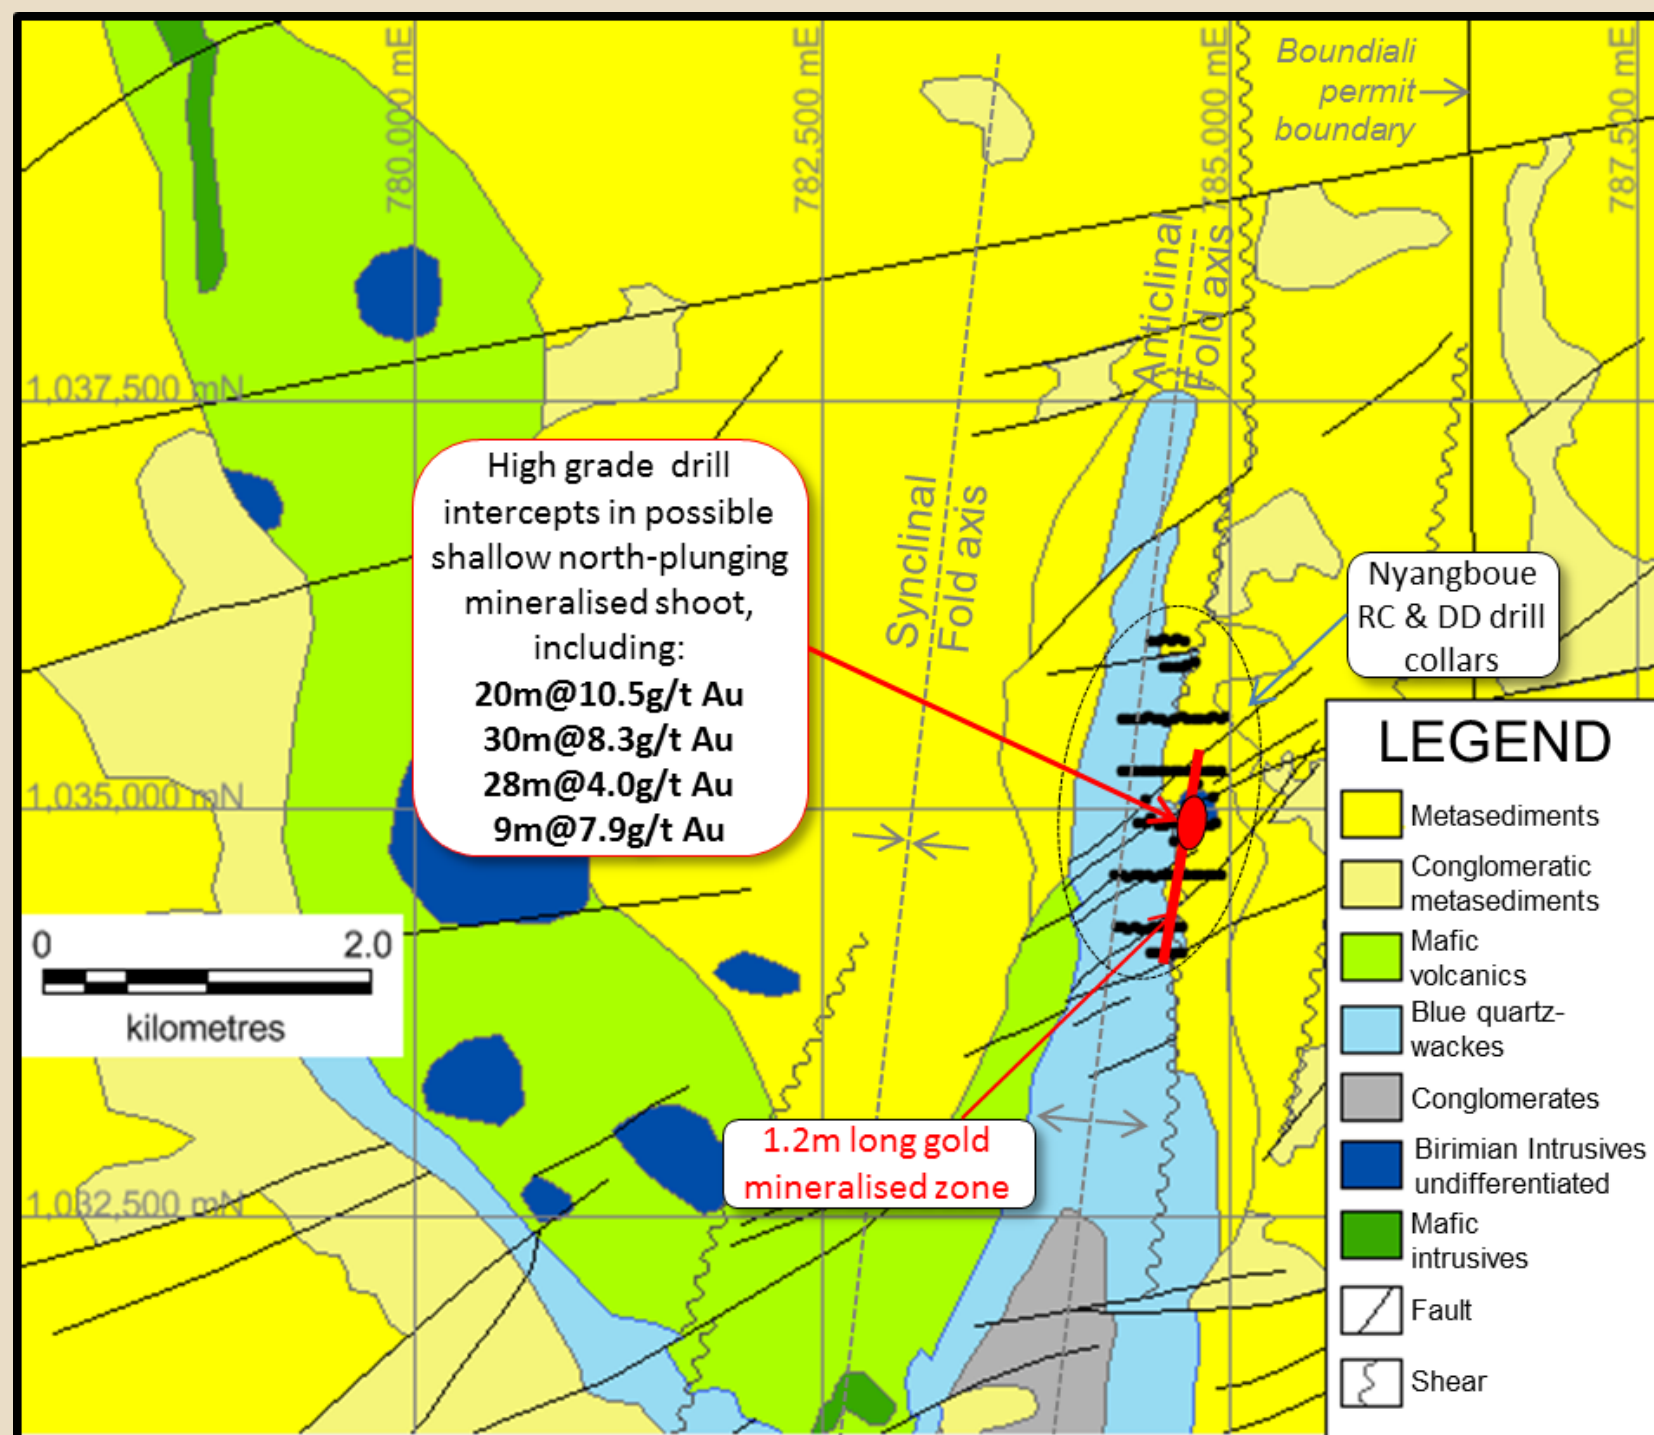 780,000 mE
782,500 mE
785,000 mE
787,500 mE
Boundiali
permit
boundary
Anticlinal
Fold axis
1,037,500 mN
High grade drill
intercepts in possible
shallow north-plunging
mineralised shoot,
including:
20m@10.5g/t Au
30m@8.3g/t Au
28m@4.0g/t Au
9m@7.9g/t Au
Synclinal
Fold axis
Nyangboue
RC & DD drill
collars
1,035,000 mN
0 2.0
kilometres
1.2m long gold
mineralised zone
1,032,500 mN
LEGEND
Metasediments
Conglomeratic
metasediments
Mafic
volcanics
Blue quartz-
wackes
Conglomerates
Birimian Intrusives
undifferentiated
Mafic
intrusives
Fault
Shear